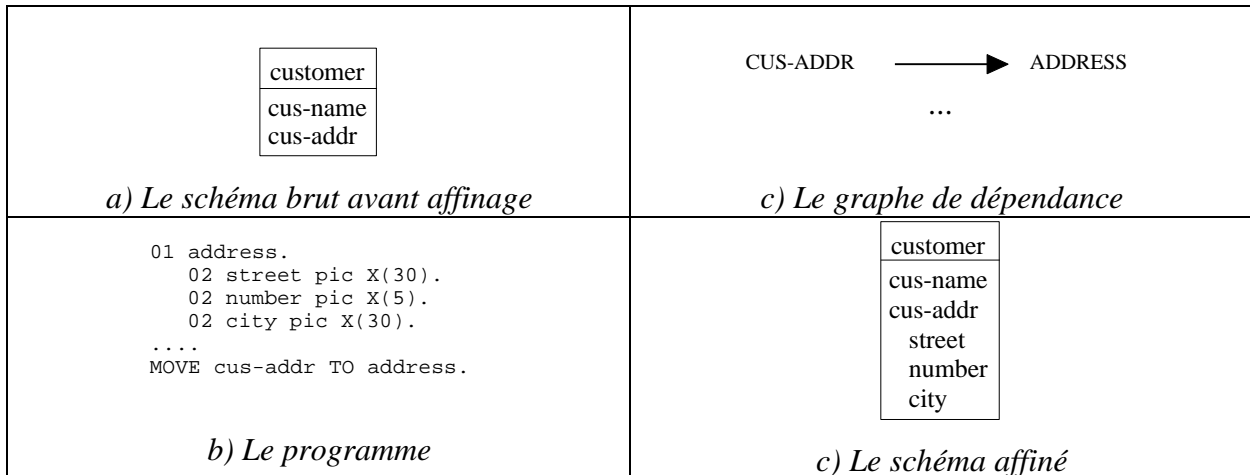 customer
cus-name
cus-addr
a) Le schéma brut avant affinage
CUS-ADDR ADDRESS
...
c) Le graphe de dépendance
01 address.
02 street pic X(30).
02 number pic X(5).
02 city pic X(30).
....
MOVE cus-addr TO address.
b) Le programme
customer
cus-name
cus-addr
street
number
city
c) Le schéma affiné